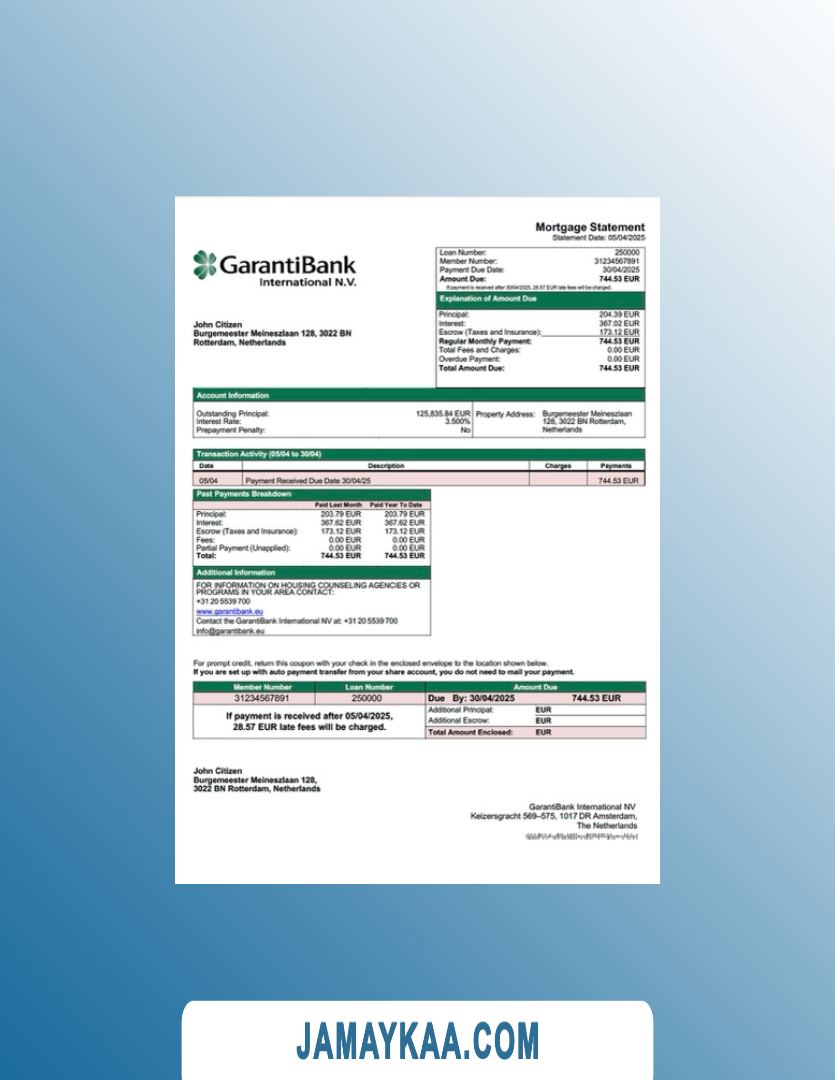 Mortgage Statement
Statement Date: 05/04/2025
GarantiBank
International N.V.
Loan Number: 250000
Member Number: 31234567891
Payment Due Date: 30/04/2025
Amount Due: 744.53 EUR
If payment is received after 30/04/2025, 28.57 EUR late fees will be charged.
Explanation of Amount Due
Principal: 204.39 EUR
Interest: 367.02 EUR
Escrow (Taxes and Insurance): 173.12 EUR
Regular Monthly Payment: 744.53 EUR
Total Fees and Charges: 0.00 EUR
Overdue Payment: 0.00 EUR
Total Amount Due: 744.53 EUR
John Citizen
Burgemeester Meineszlaan 128, 3022 BN
Rotterdam, Netherlands
Account Information
Outstanding Principal: 125,835.84 EUR
Interest Rate: 3.500%
Prepayment Penalty: No
Property Address: Burgemeester Meineszlaan
128, 3022 BN Rotterdam,
Netherlands
Transaction Activity (05/04 to 30/04)
Date Description Charges Payments
05/04 Payment Received Due Date 30/04/25 744.53 EUR
Past Payments Breakdown
Paid Last Month Paid Year To Date
Principal: 203.79 EUR 203.79 EUR
Interest: 367.62 EUR 367.62 EUR
Escrow (Taxes and Insurance): 173.12 EUR 173.12 EUR
Fees: 0.00 EUR 0.00 EUR
Partial Payment (Unapplied): 0.00 EUR 0.00 EUR
Total: 744.53 EUR 744.53 EUR
Additional Information
FOR INFORMATION ON HOUSING COUNSELING AGENCIES OR
PROGRAMS IN YOUR AREA CONTACT:
+31 20 5539 700
www.garantibank.eu
Contact the GarantiBank International NV at: +31 20 5539 700
info@garantibank.eu
For prompt credit, return this coupon with your check in the enclosed envelope to the location shown below.
If you are set up with auto payment transfer from your share account, you do not need to mail your payment.
Member Number Loan Number Amount Due
31234567891 250000 Due By: 30/04/2025 744.53 EUR
If payment is received after 05/04/2025,
28.57 EUR late fees will be charged.
Additional Principal: EUR
Additional Escrow: EUR
Total Amount Enclosed: EUR
John Citizen
Burgemeester Meineszlaan 128,
3022 BN Rotterdam, Netherlands
GarantiBank International NV
Keizersgracht 569–575, 1017 DR Amsterdam,
The Netherlands
JAMAYKAA.COM